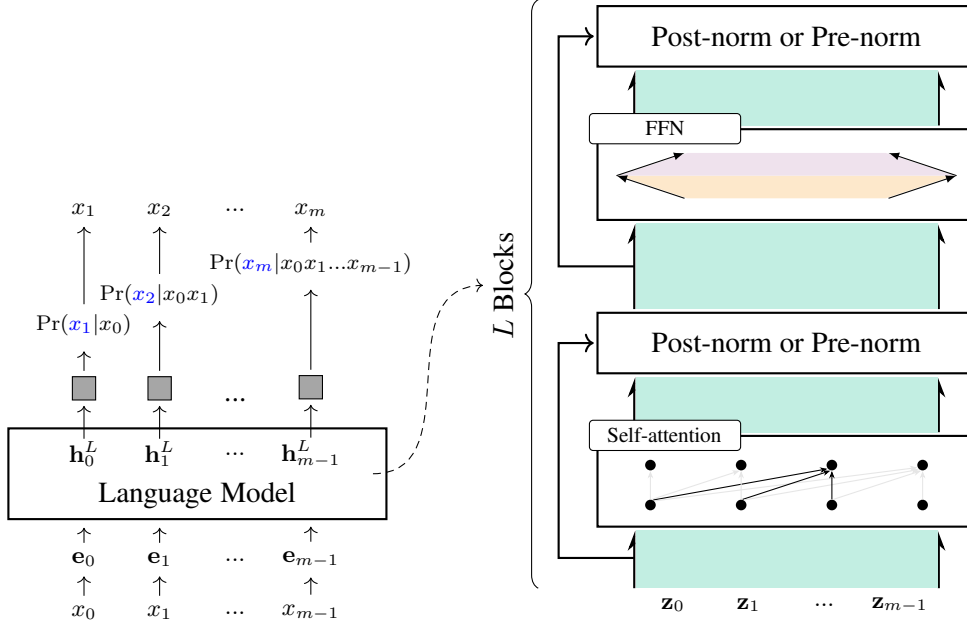 x₁ x₂ ... xₘ
Pr(xₘ|x₀x₁...xₘ₋₁)
Pr(x₂|x₀x₁)
Pr(x₁|x₀)
...
h₀ᴸ h₁ᴸ ... hₘ₋₁ᴸ
Language Model
e₀ e₁ ... eₘ₋₁
x₀ x₁ ... xₘ₋₁
L Blocks
Post-norm or Pre-norm
FFN
Post-norm or Pre-norm
Self-attention
z₀ z₁ ... zₘ₋₁